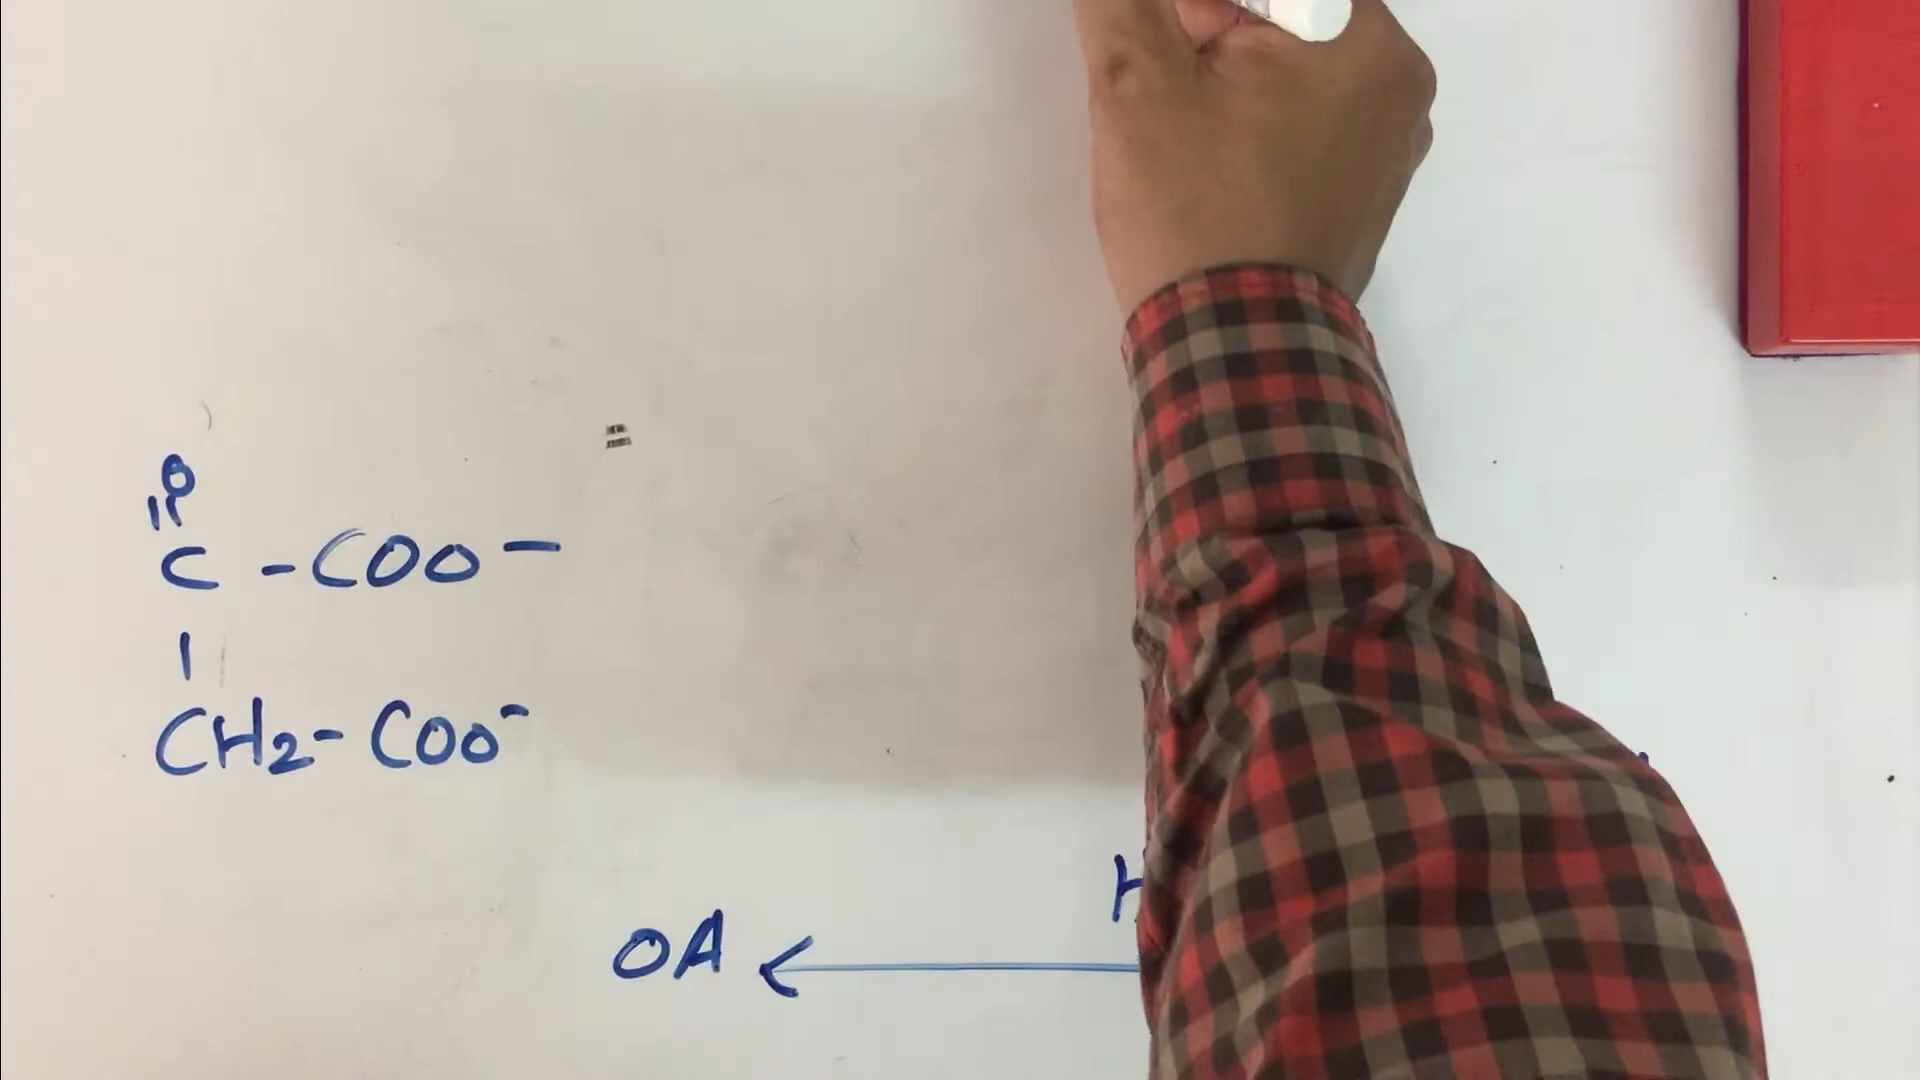 O
||
C - COO -
|
CH2 - COO-
H
OA <